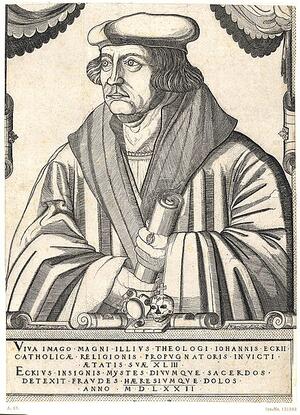 VIVA IMAGO MAGNI ILLIVS THEOLOGI IOHANNIS ECKII
CATHOLICÆ RELIGIONIS PROPVGNATORIS INVICTI
ÆTATIS SVÆ XLIII
ECKIVS INSIGNIS MYSTES DIVVMQVE SACERDOS
DETEXIT FRAVDES HÆRESIVMQVE DOLOS
ANNO M D LXXII